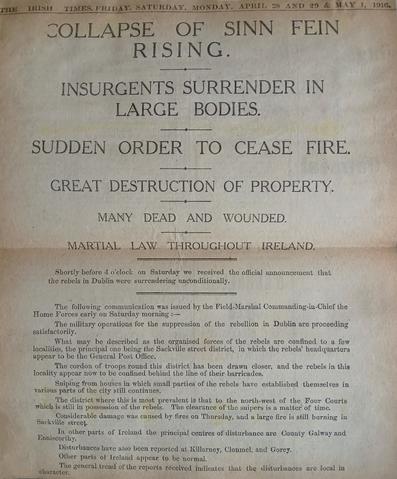 THE IRISH TIMES, FRIDAY, SATURDAY, MONDAY, APRIL 28 AND 29 & MAY 1, 1916.
COLLAPSE OF SINN FEIN
RISING.
INSURGENTS SURRENDER IN
LARGE BODIES.
SUDDEN ORDER TO CEASE FIRE.
GREAT DESTRUCTION OF PROPERTY.
MANY DEAD AND WOUNDED.
MARTIAL LAW THROUGHOUT IRELAND.
Shortly before 4 o'clock on Saturday we received the official announcement that
the rebels in Dublin were surrendering unconditionally.
The following communication was issued by the Field-Marshal Commanding-in-Chief the
Home Forces early on Saturday morning :—
The military operations for the suppression of the rebellion in Dublin are proceeding
satisfactorily.
What may be described as the organised forces of the rebels are confined to a few
localities, the principal one being the Sackville street district, in which the rebels' headquarters
appear to be the General Post Office.
The cordon of troops round this district has been drawn closer, and the rebels in this
locality appear now to be confined behind the line of their barricades.
Sniping from houses in which small parties of the rebels have established themselves in
various parts of the city still continues.
The district where this is most prevalent is that to the north-west of the Four Courts
which is still in possession of the rebels. The clearance of the snipers is a matter of time.
Considerable damage was caused by fires on Thursday, and a large fire is still burning in
Sackville street.
In other parts of Ireland the principal centres of disturbance are County Galway and
Enniscorthy.
Disturbances have also been reported at Killarney, Clonmel, and Gorey.
Other parts of Ireland appear to be normal.
The general trend of the reports received indicates that the disturbances are local in
character.